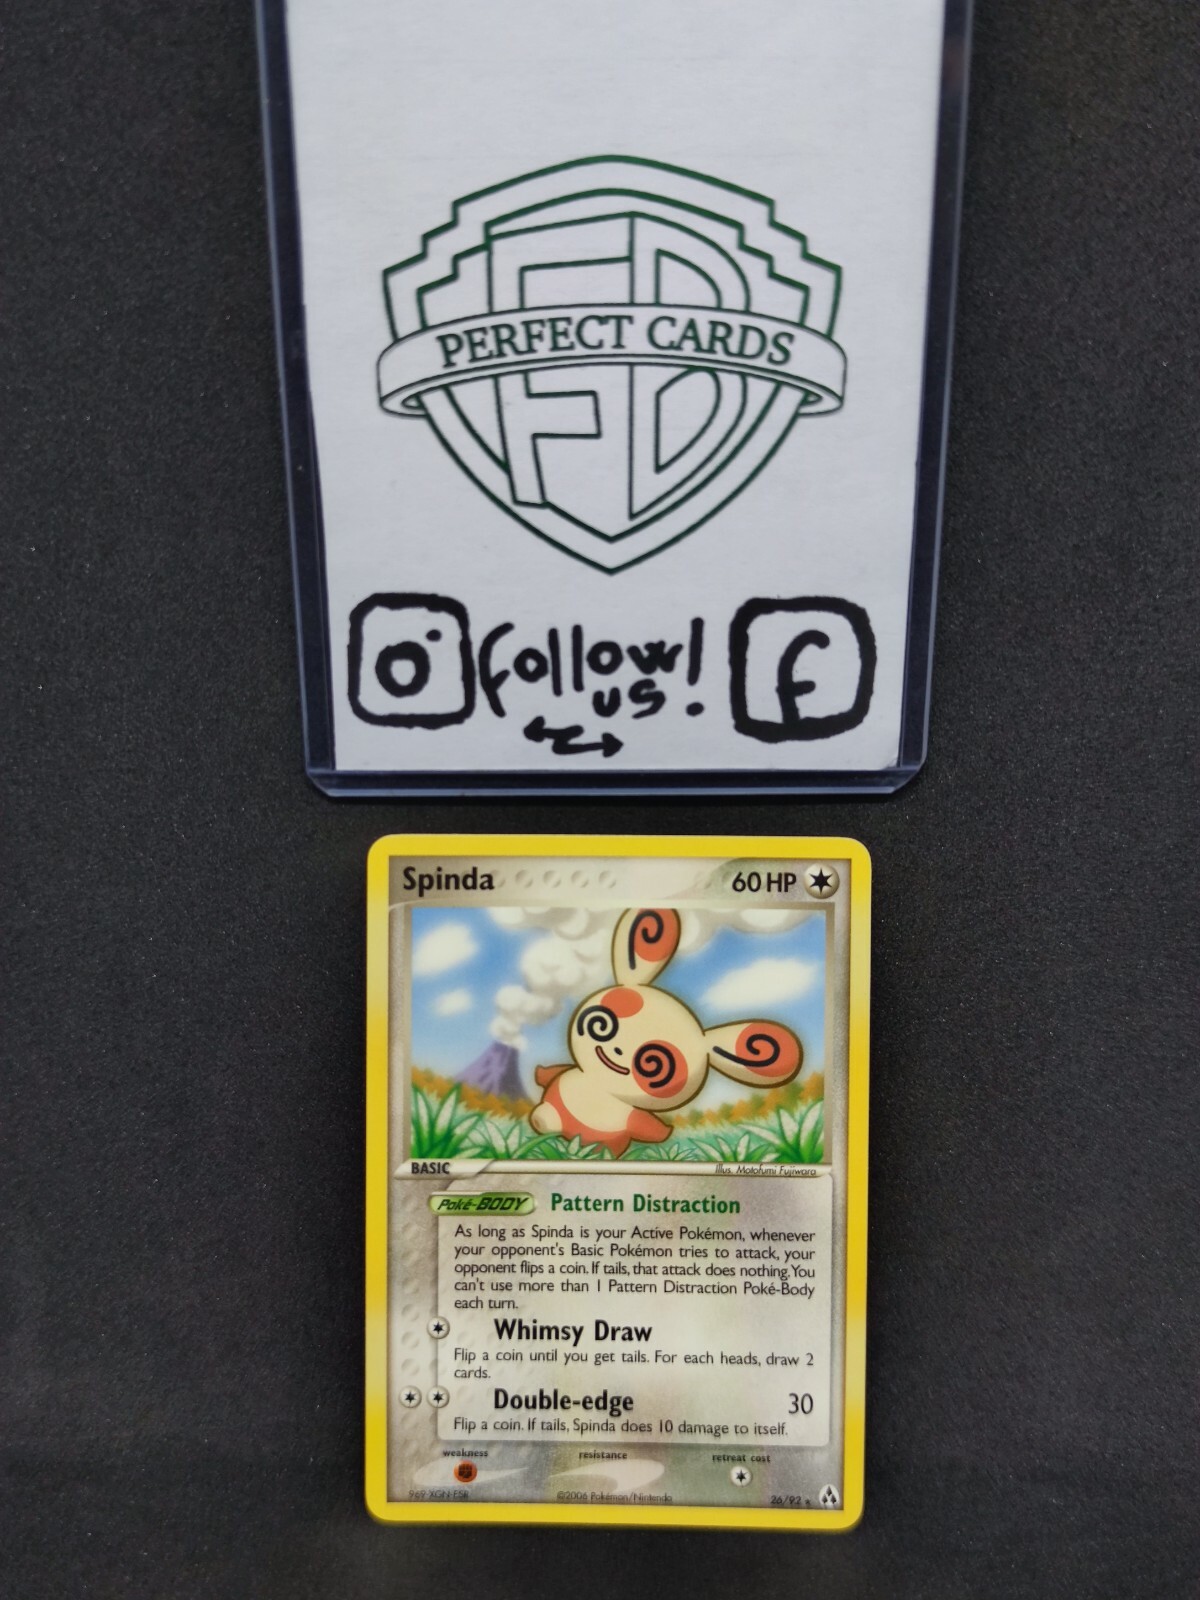 FB
PERFECT CARDS
Follow us!
f
Spinda
60 HP
BASIC
Illus. Motofumi Fujiwara
Poké-BODY Pattern Distraction
As long as Spinda is your Active Pokémon, whenever
your opponent's Basic Pokémon tries to attack, your
opponent flips a coin. If tails, that attack does nothing. You
can't use more than 1 Pattern Distraction Poké-Body
each turn.
Whimsy Draw
Flip a coin until you get tails. For each heads, draw 2
cards.
Double-edge 30
Flip a coin. If tails, Spinda does 10 damage to itself.
weakness resistance retreat cost
©2006 Pokémon/Nintendo
26/92